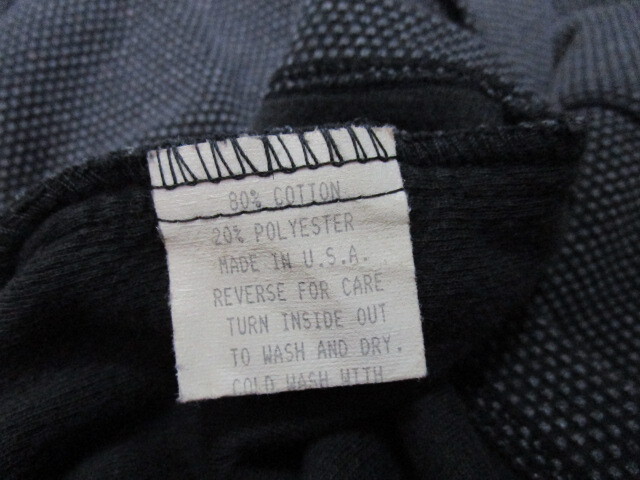 80% COTTON
20% POLYESTER
MADE IN U.S.A.
REVERSE FOR CARE
TURN INSIDE OUT
TO WASH AND DRY.
COLD WASH WITH